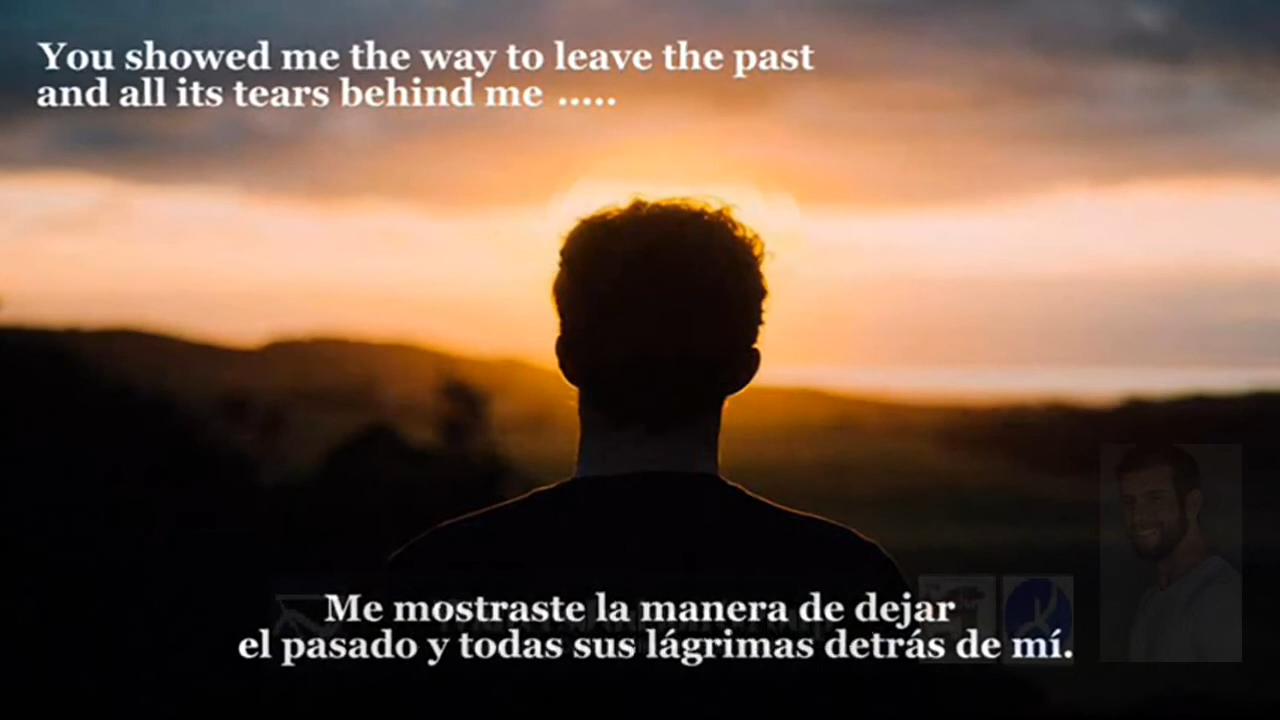 You showed me the way to leave the past
and all its tears behind me .....
Me mostraste la manera de dejar
el pasado y todas sus lágrimas detrás de mí.